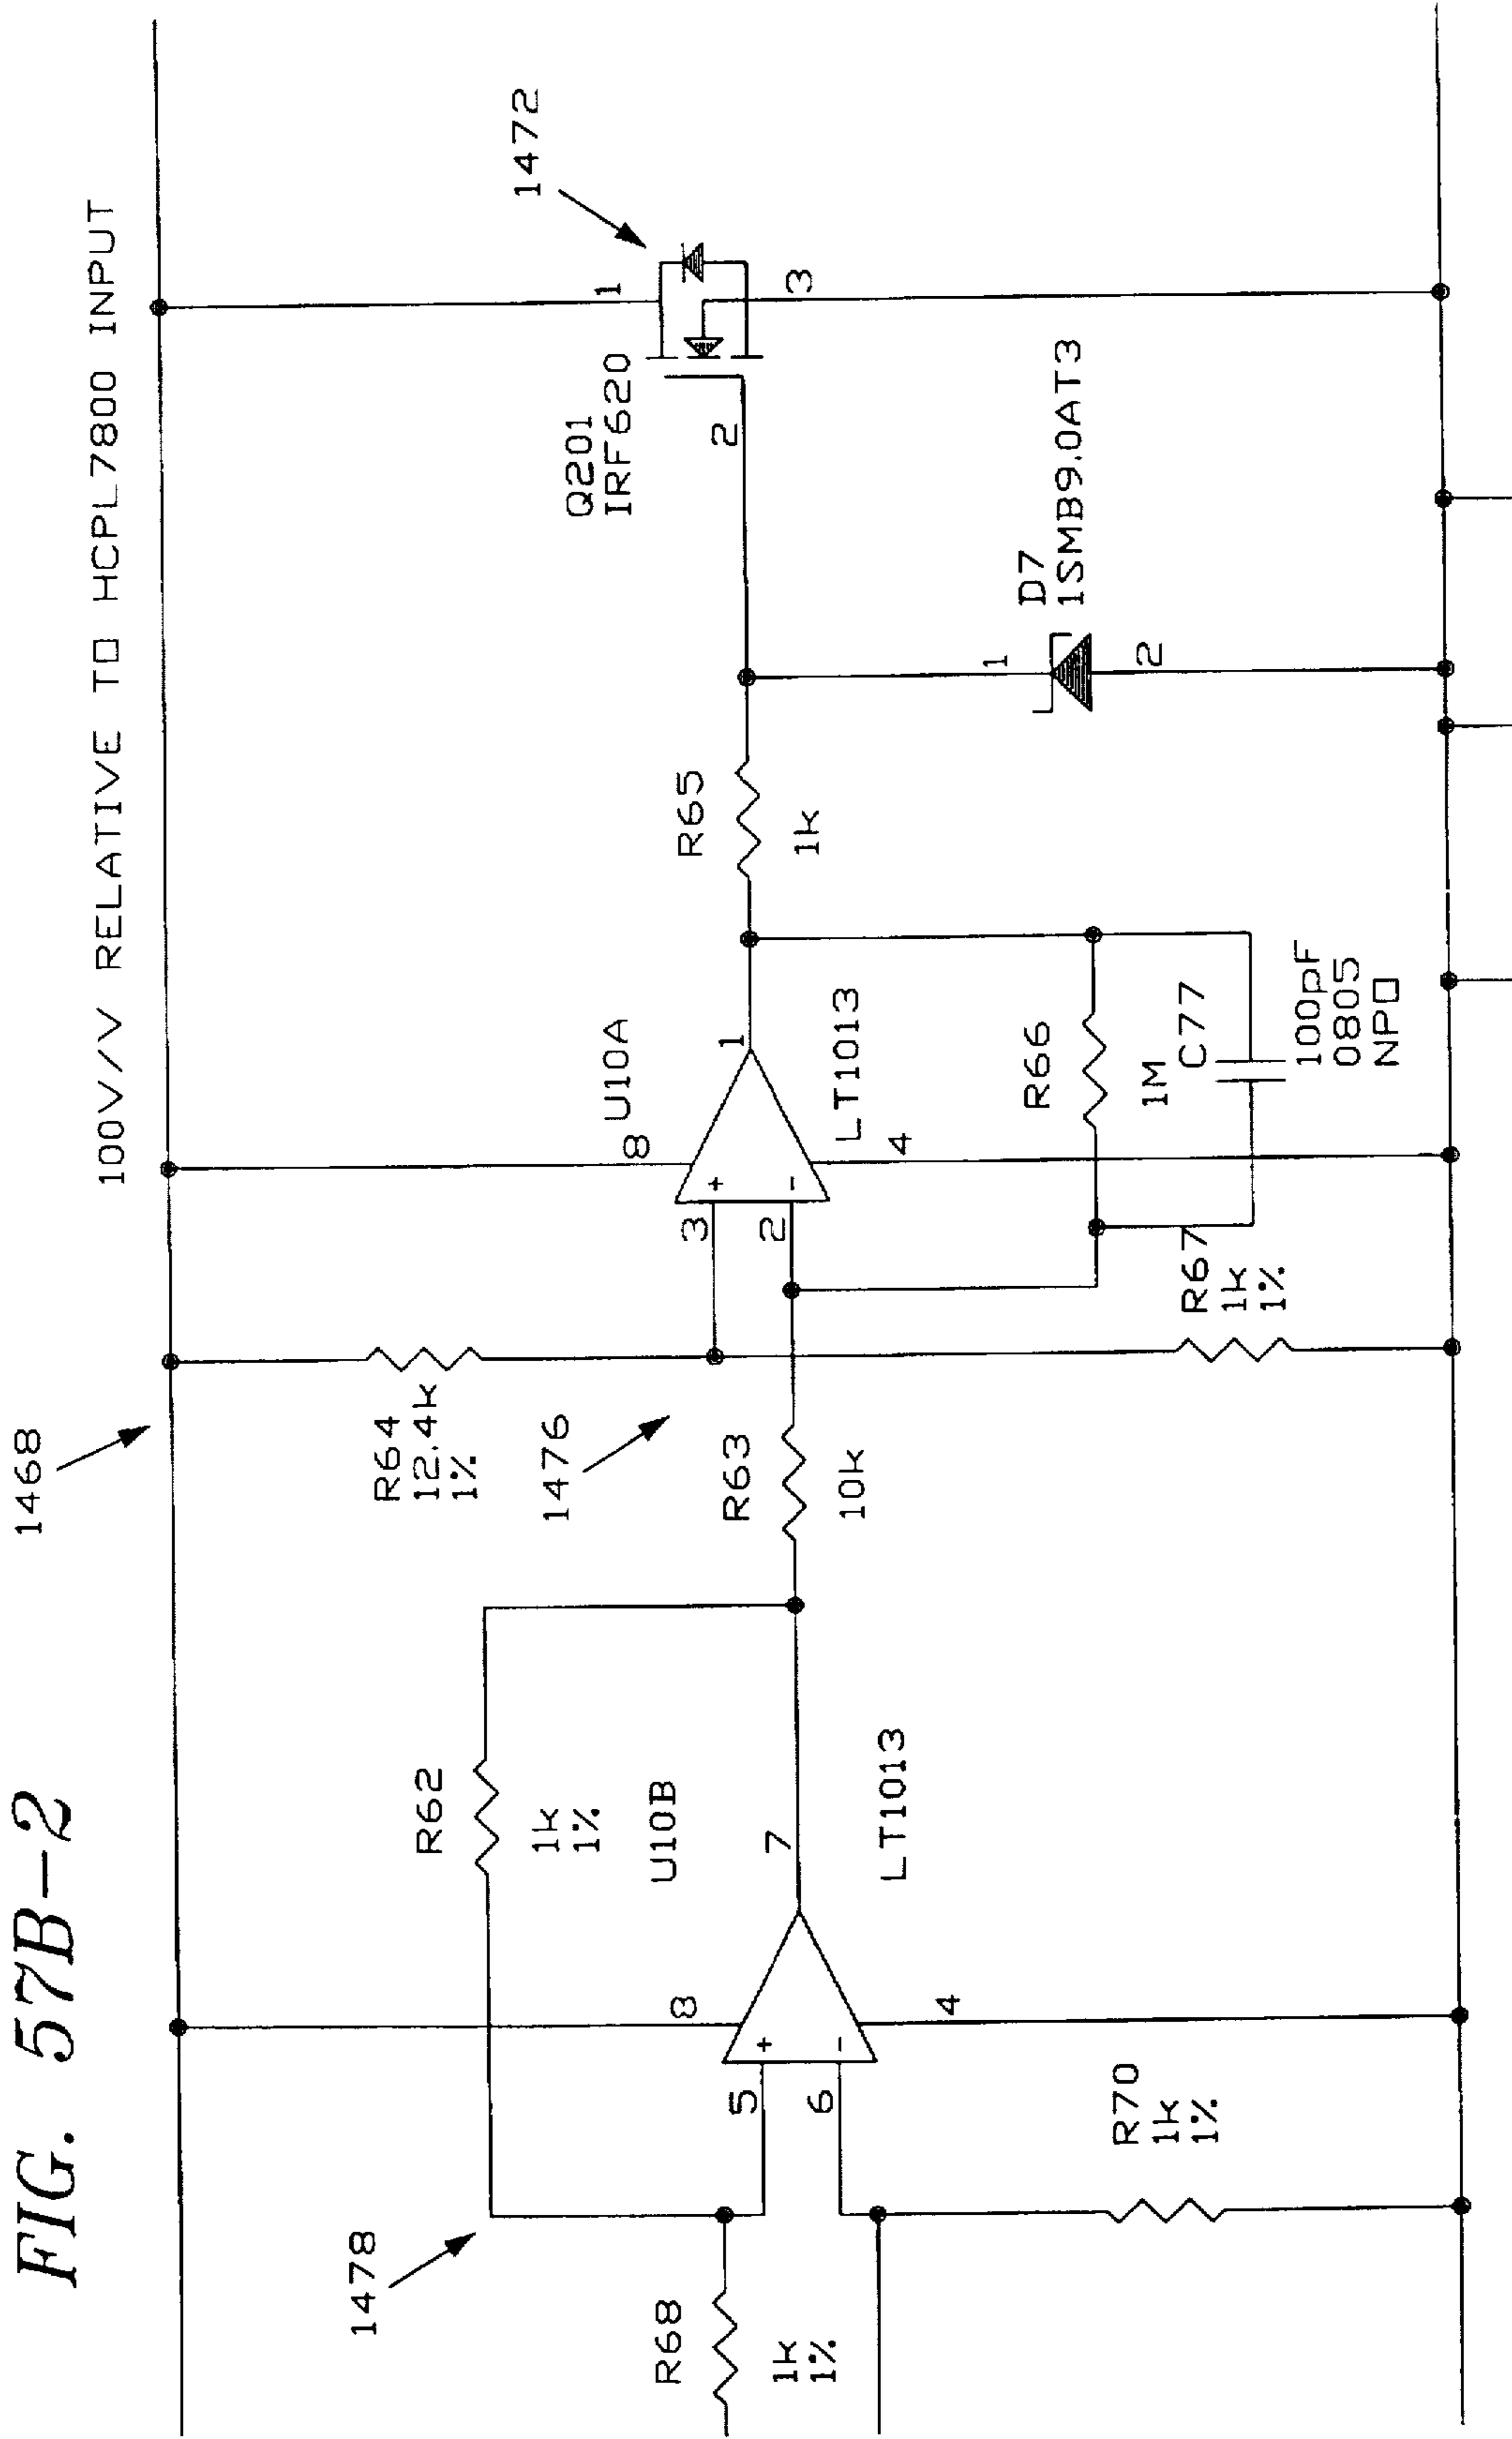 FIG. 57B-2
1468
100V/V RELATIVE TO HCPL7800 INPUT
1472
1
3
Q201
IRF620
2
D7
1SMB9.0AT3
1
2
R65
1k
U10A
8
1
+
-
3
2
4
LT1013
R66
1M
C77
100pF
0805
NPO
R67
1k
1%
R64
12.4k
1%
1476
R63
10k
R62
1k
1%
U10B
LT1013
7
8
+
-
5
6
4
R70
1k
1%
1478
R68
1k
1%